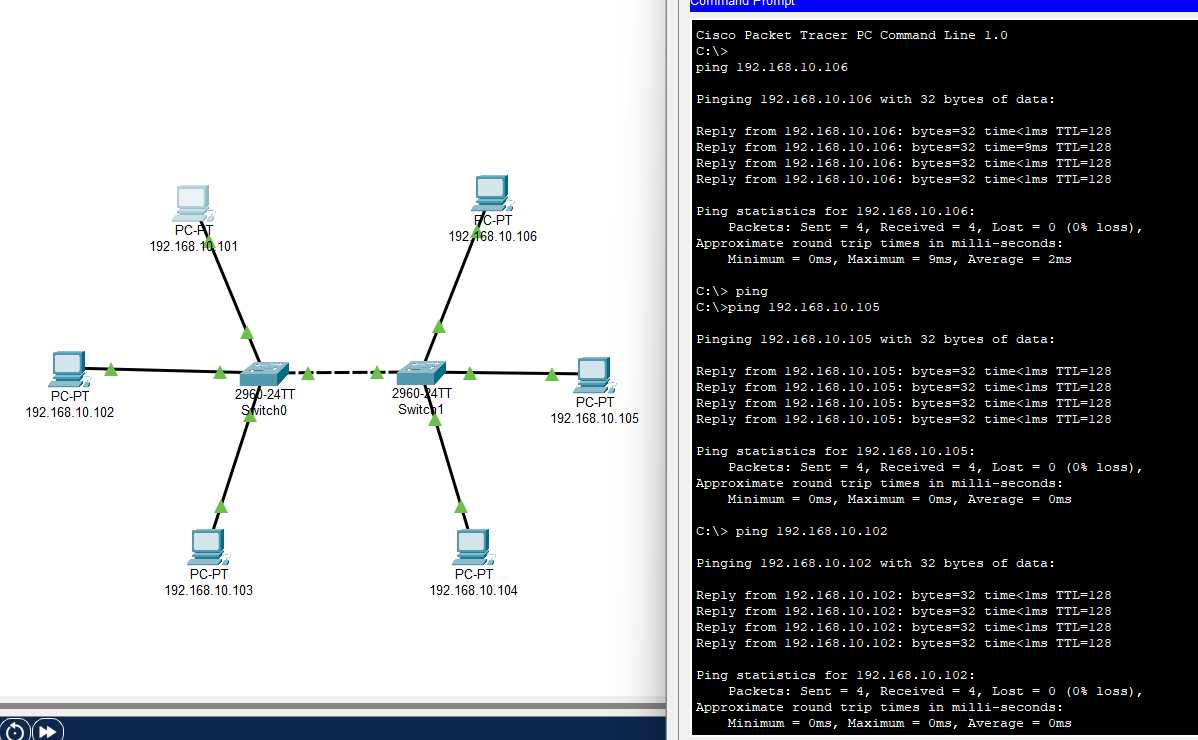 PC-PT
192.168.10.101
PC-PT
192.168.10.106
PC-PT
192.168.10.102
2960-24TT
Switch0
2960-24TT
Switch1
PC-PT
192.168.10.105
PC-PT
192.168.10.103
PC-PT
192.168.10.104
Command Prompt
Cisco Packet Tracer PC Command Line 1.0
C:\>
ping 192.168.10.106
Pinging 192.168.10.106 with 32 bytes of data:
Reply from 192.168.10.106: bytes=32 time<1ms TTL=128
Reply from 192.168.10.106: bytes=32 time=9ms TTL=128
Reply from 192.168.10.106: bytes=32 time<1ms TTL=128
Reply from 192.168.10.106: bytes=32 time<1ms TTL=128
Ping statistics for 192.168.10.106:
Packets: Sent = 4, Received = 4, Lost = 0 (0% loss),
Approximate round trip times in milli-seconds:
Minimum = 0ms, Maximum = 9ms, Average = 2ms
C:\> ping
C:\>ping 192.168.10.105
Pinging 192.168.10.105 with 32 bytes of data:
Reply from 192.168.10.105: bytes=32 time<1ms TTL=128
Reply from 192.168.10.105: bytes=32 time<1ms TTL=128
Reply from 192.168.10.105: bytes=32 time<1ms TTL=128
Reply from 192.168.10.105: bytes=32 time<1ms TTL=128
Ping statistics for 192.168.10.105:
Packets: Sent = 4, Received = 4, Lost = 0 (0% loss),
Approximate round trip times in milli-seconds:
Minimum = 0ms, Maximum = 0ms, Average = 0ms
C:\> ping 192.168.10.102
Pinging 192.168.10.102 with 32 bytes of data:
Reply from 192.168.10.102: bytes=32 time<1ms TTL=128
Reply from 192.168.10.102: bytes=32 time<1ms TTL=128
Reply from 192.168.10.102: bytes=32 time<1ms TTL=128
Reply from 192.168.10.102: bytes=32 time<1ms TTL=128
Ping statistics for 192.168.10.102:
Packets: Sent = 4, Received = 4, Lost = 0 (0% loss),
Approximate round trip times in milli-seconds:
Minimum = 0ms, Maximum = 0ms, Average = 0ms